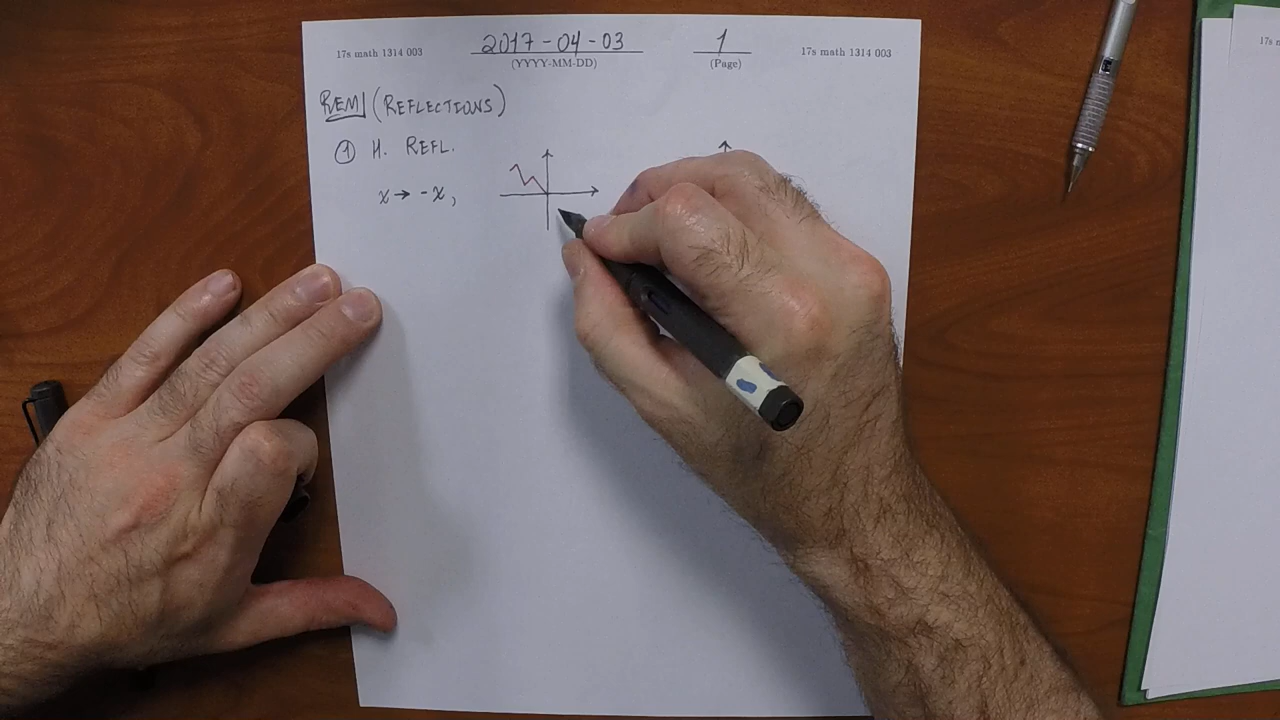 17s math 1314 003 2017-04-03 1 17s math 1314 003
(YYYY-MM-DD) (Page)
REM (REFLECTIONS)
① H. REFL.
x → -x,
17s